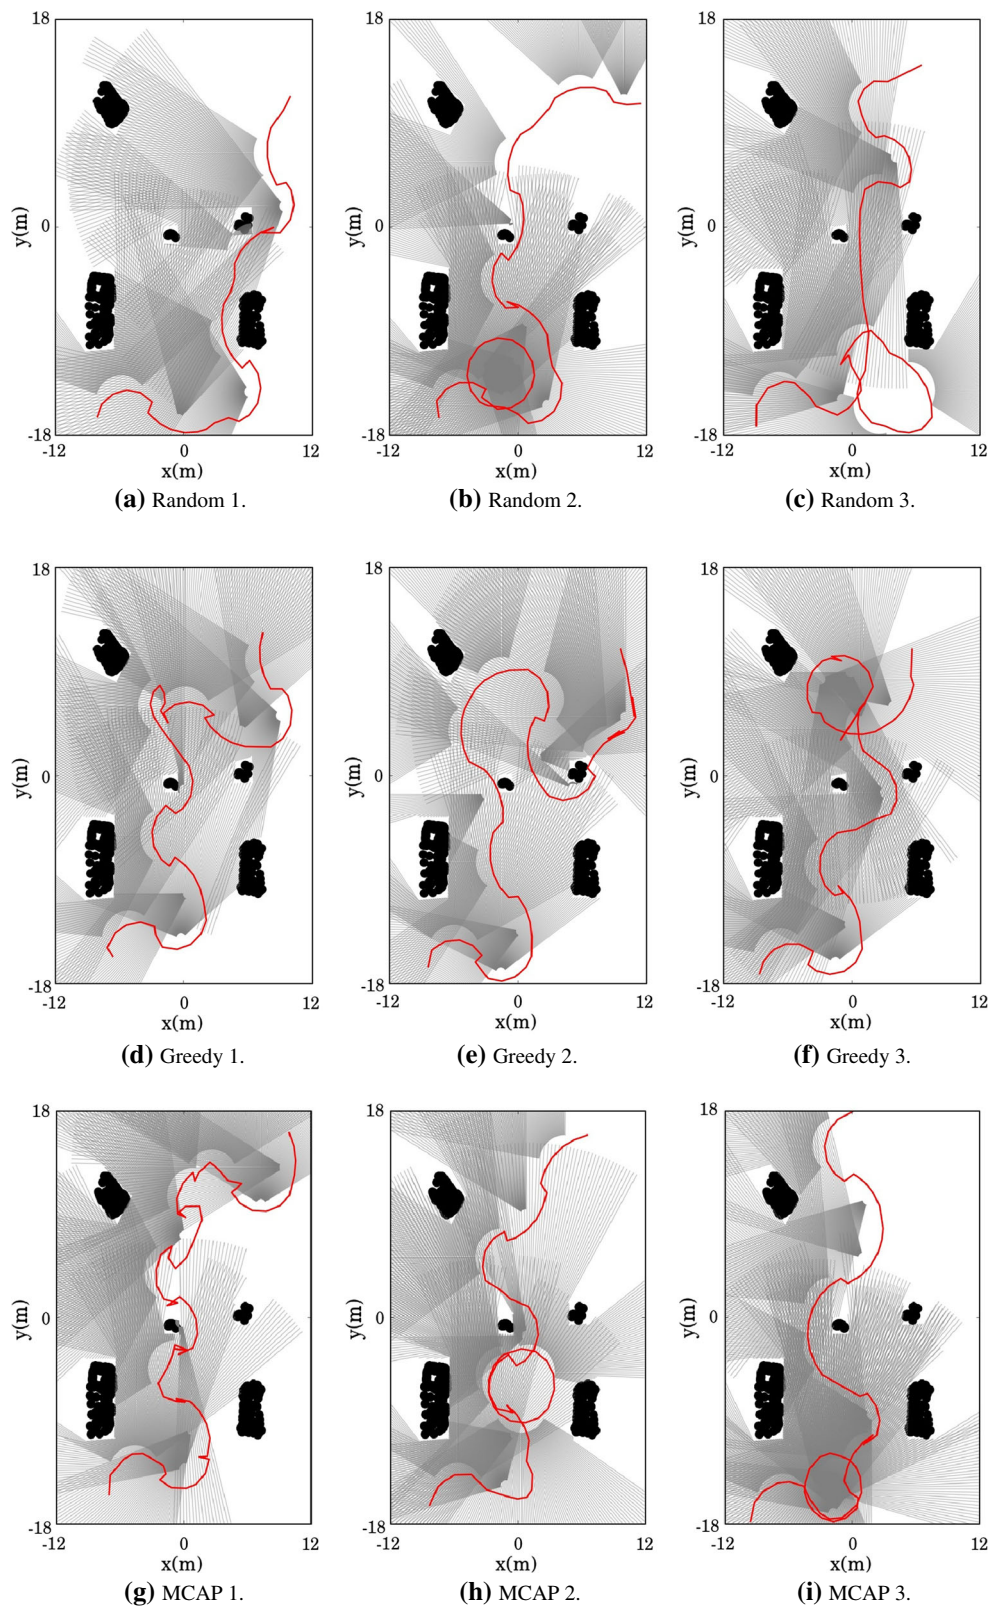 18
y(m)
0
-18
-12
0
12
x(m)
(a) Random 1.
18
y(m)
0
-18
-12
0
12
x(m)
(b) Random 2.
18
y(m)
0
-18
-12
0
12
x(m)
(c) Random 3.
18
y(m)
0
-18
-12
0
12
x(m)
(d) Greedy 1.
18
y(m)
0
-18
-12
0
12
x(m)
(e) Greedy 2.
18
y(m)
0
-18
-12
0
12
x(m)
(f) Greedy 3.
18
y(m)
0
-18
-12
0
12
x(m)
(g) MCAP 1.
18
y(m)
0
-18
-12
0
12
x(m)
(h) MCAP 2.
18
y(m)
0
-18
-12
0
12
x(m)
(i) MCAP 3.